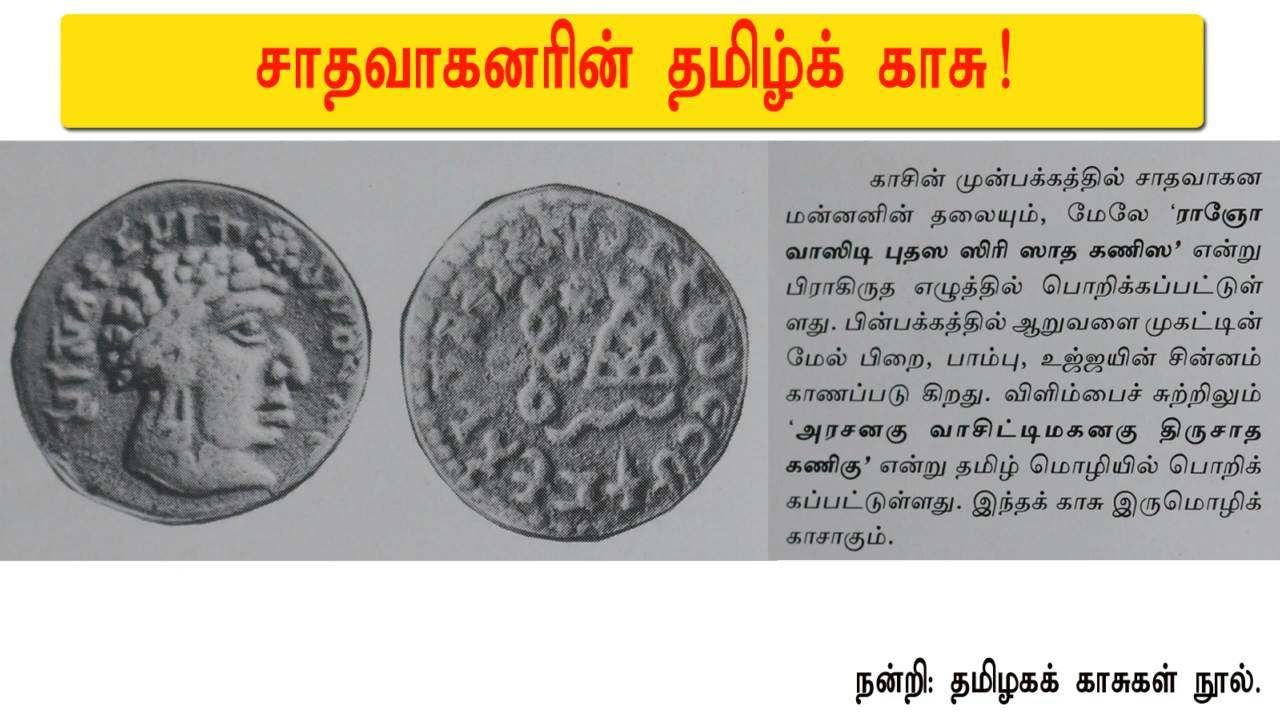 சாதவாகனரின் தமிழ்க் காசு!
காசின் முன்பக்கத்தில் சாதவாகன
மன்னனின் தலையும், மேலே ‘ராஞோ
வாஸிடி புதஸ ஸிரி ஸாத கணிஸ’ என்று
பிராகிருத எழுத்தில் பொறிக்கப்பட்டுள்
ளது. பின்பக்கத்தில் ஆறுவளை முகட்டின்
மேல் பிறை, பாம்பு, உஜ்ஜயின் சின்னம்
காணப்படு கிறது. விளிம்பைச் சுற்றிலும்
‘அரசனகு வாசிட்டிமகனகு திருசாத
கணிகு’ என்று தமிழ் மொழியில் பொறிக்
கப்பட்டுள்ளது. இந்தக் காசு இருமொழிக்
காசாகும்.
நன்றி: தமிழகக் காசுகள் நூல்.